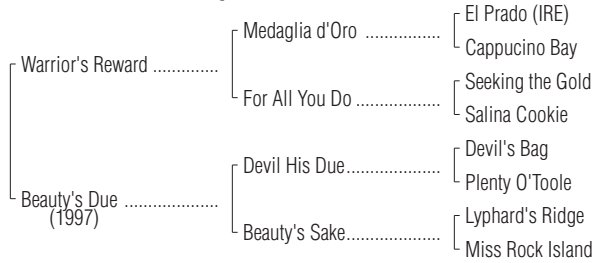 El Prado (IRE)
Medaglia d'Oro ................
Cappucino Bay
Warrior's Reward ..............
Seeking the Gold
For All You Do ..................
Salina Cookie
Devil's Bag
Devil His Due....................
Plenty O'Toole
Beauty's Due ....................
(1997)
Lyphard's Ridge
Beauty's Sake....................
Miss Rock Island